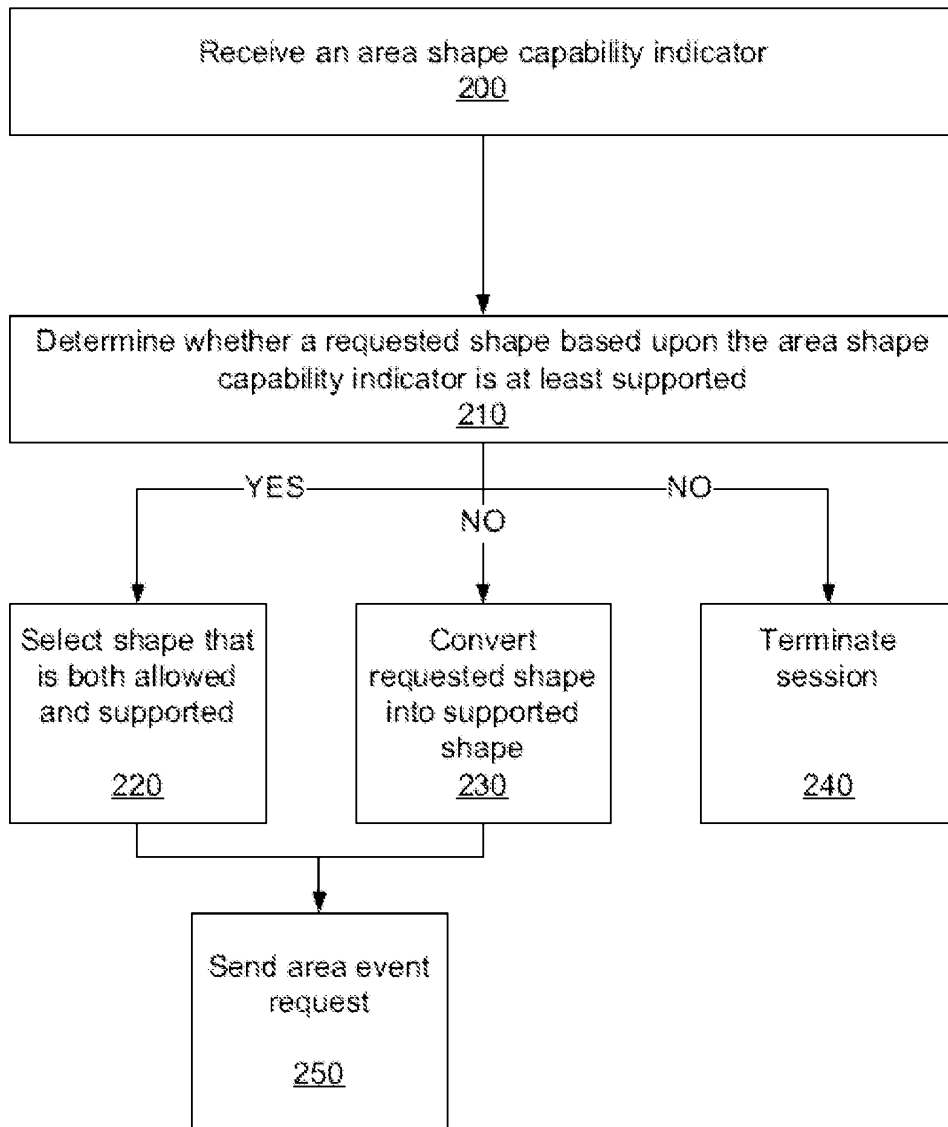 Receive an area shape capability indicator
200
Determine whether a requested shape based upon the area shape
capability indicator is at least supported
210
YES
NO
NO
Select shape that
is both allowed
and supported
220
Convert
requested shape
into supported
shape
230
Terminate
session
240
Send area event
request
250